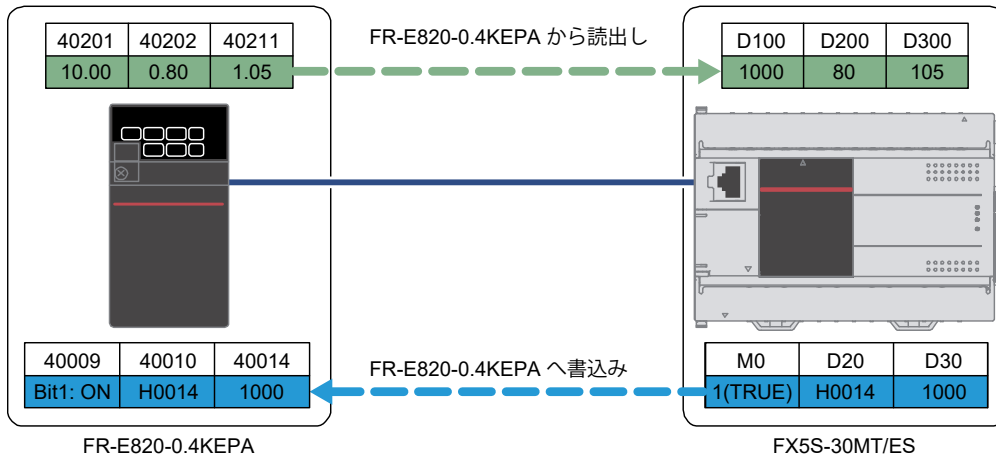 40201 40202 40211
10.00 0.80 1.05
FR-E820-0.4KEPA から読出し
D100 D200 D300
1000 80 105
40009 40010 40014
Bit1: ON H0014 1000
FR-E820-0.4KEPA へ書込み
M0 D20 D30
1(TRUE) H0014 1000
FR-E820-0.4KEPA
FX5S-30MT/ES